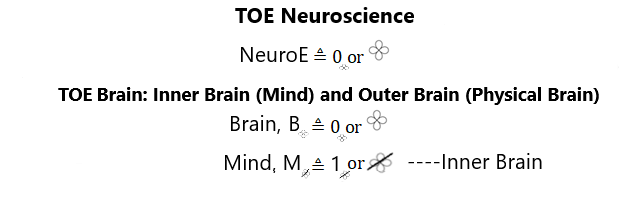 TOE Neuroscience
NeuroE ≙ 0 or
TOE Brain: Inner Brain (Mind) and Outer Brain (Physical Brain)
Brain, B ≙ 0 or
Mind, M ≙ 1 or ----Inner Brain